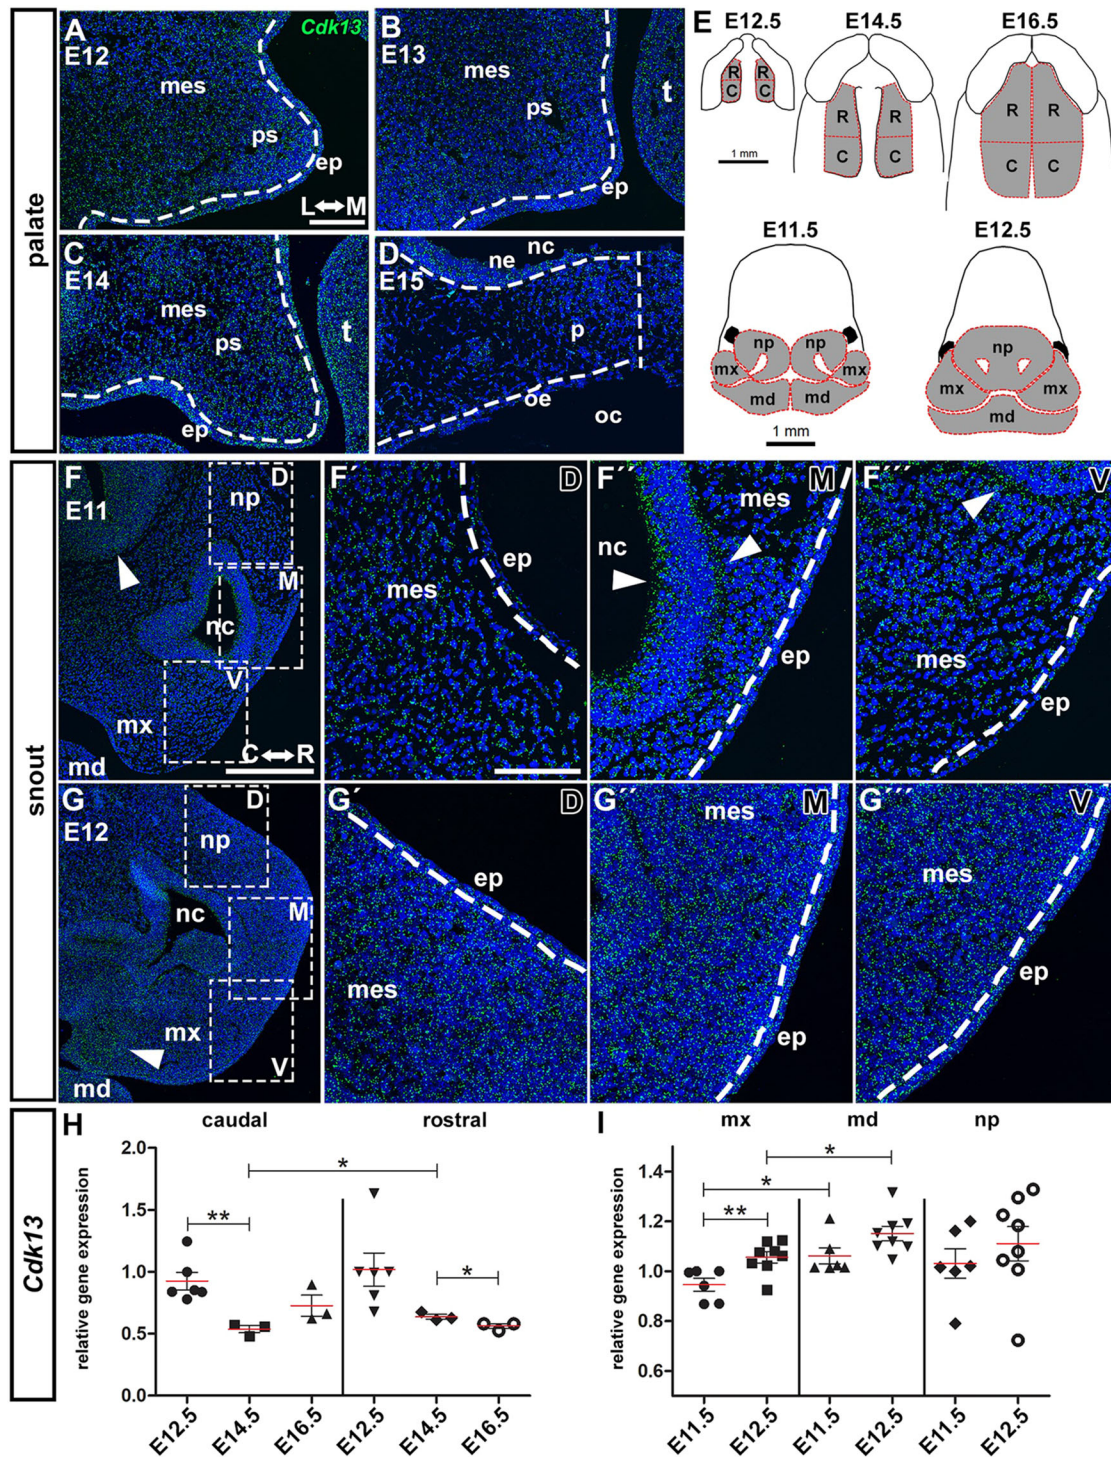 palate
A
E12
Cdk13
mes
ps
ep
L M
B
E13
mes
ps
ep
t
C
E14
mes
ps
ep
t
D
E15
nc
ne
p
oe
oc
E
E12.5
E14.5
E16.5
R R
C C
1 mm
R R
C C
R R
C C
E11.5
E12.5
np np
mx mx
md md
1 mm
np
mx mx
md
snout
F
E11
D
np
M
nc
V
mx
C R
md
F´
D
ep
mes
F´´
M
mes
nc
ep
F´´´
V
mes
ep
G
E12
D
np
M
nc
mx
V
md
G´
D
ep
mes
G´´
M
mes
ep
G´´´
V
mes
ep
Cdk13
H
caudal rostral
relative gene expression
2.0
1.5
1.0
0.5
0.0
**
*
*
E12.5 E14.5 E16.5 E12.5 E14.5 E16.5
I
mx md np
relative gene expression
1.4
1.2
1.0
0.8
0.6
*
*
**
E11.5 E12.5 E11.5 E12.5 E11.5 E12.5